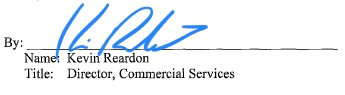 By:
Name: Kevin Reardon
Title: Director, Commercial Services